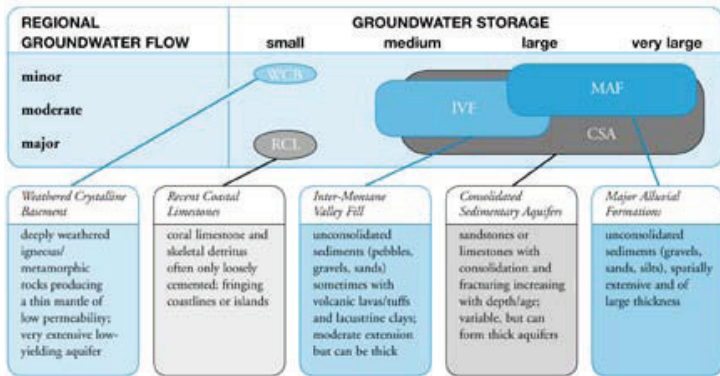 REGIONAL
GROUNDWATER FLOW
GROUNDWATER STORAGE
small medium large very large
minor
moderate
major
WCB
RCL
IVF
MAF
CSA
Weathered Crystalline
Basement
deeply weathered
igneous/
metamorphic
rocks producing
a thin mantle of
low permeability;
very extensive low-
yielding aquifer
Recent Coastal
Limestones
coral limestone and
skeletal detritus
often only loosely
cemented; fringing
coastlines or islands
Inter-Montane
Valley Fill
unconsolidated
sediments (pebbles,
gravels, sands)
sometimes with
volcanic lavas/tuffs
and lacustrine clays;
moderate extension
but can be thick
Consolidated
Sedimentary Aquifers
sandstones or
limestones with
consolidation and
fracturing increasing
with depth/age;
variable, but can
form thick aquifers
Major Alluvial
Formations
unconsolidated
sediments (gravels,
sands, silts), spatially
extensive and of
large thickness